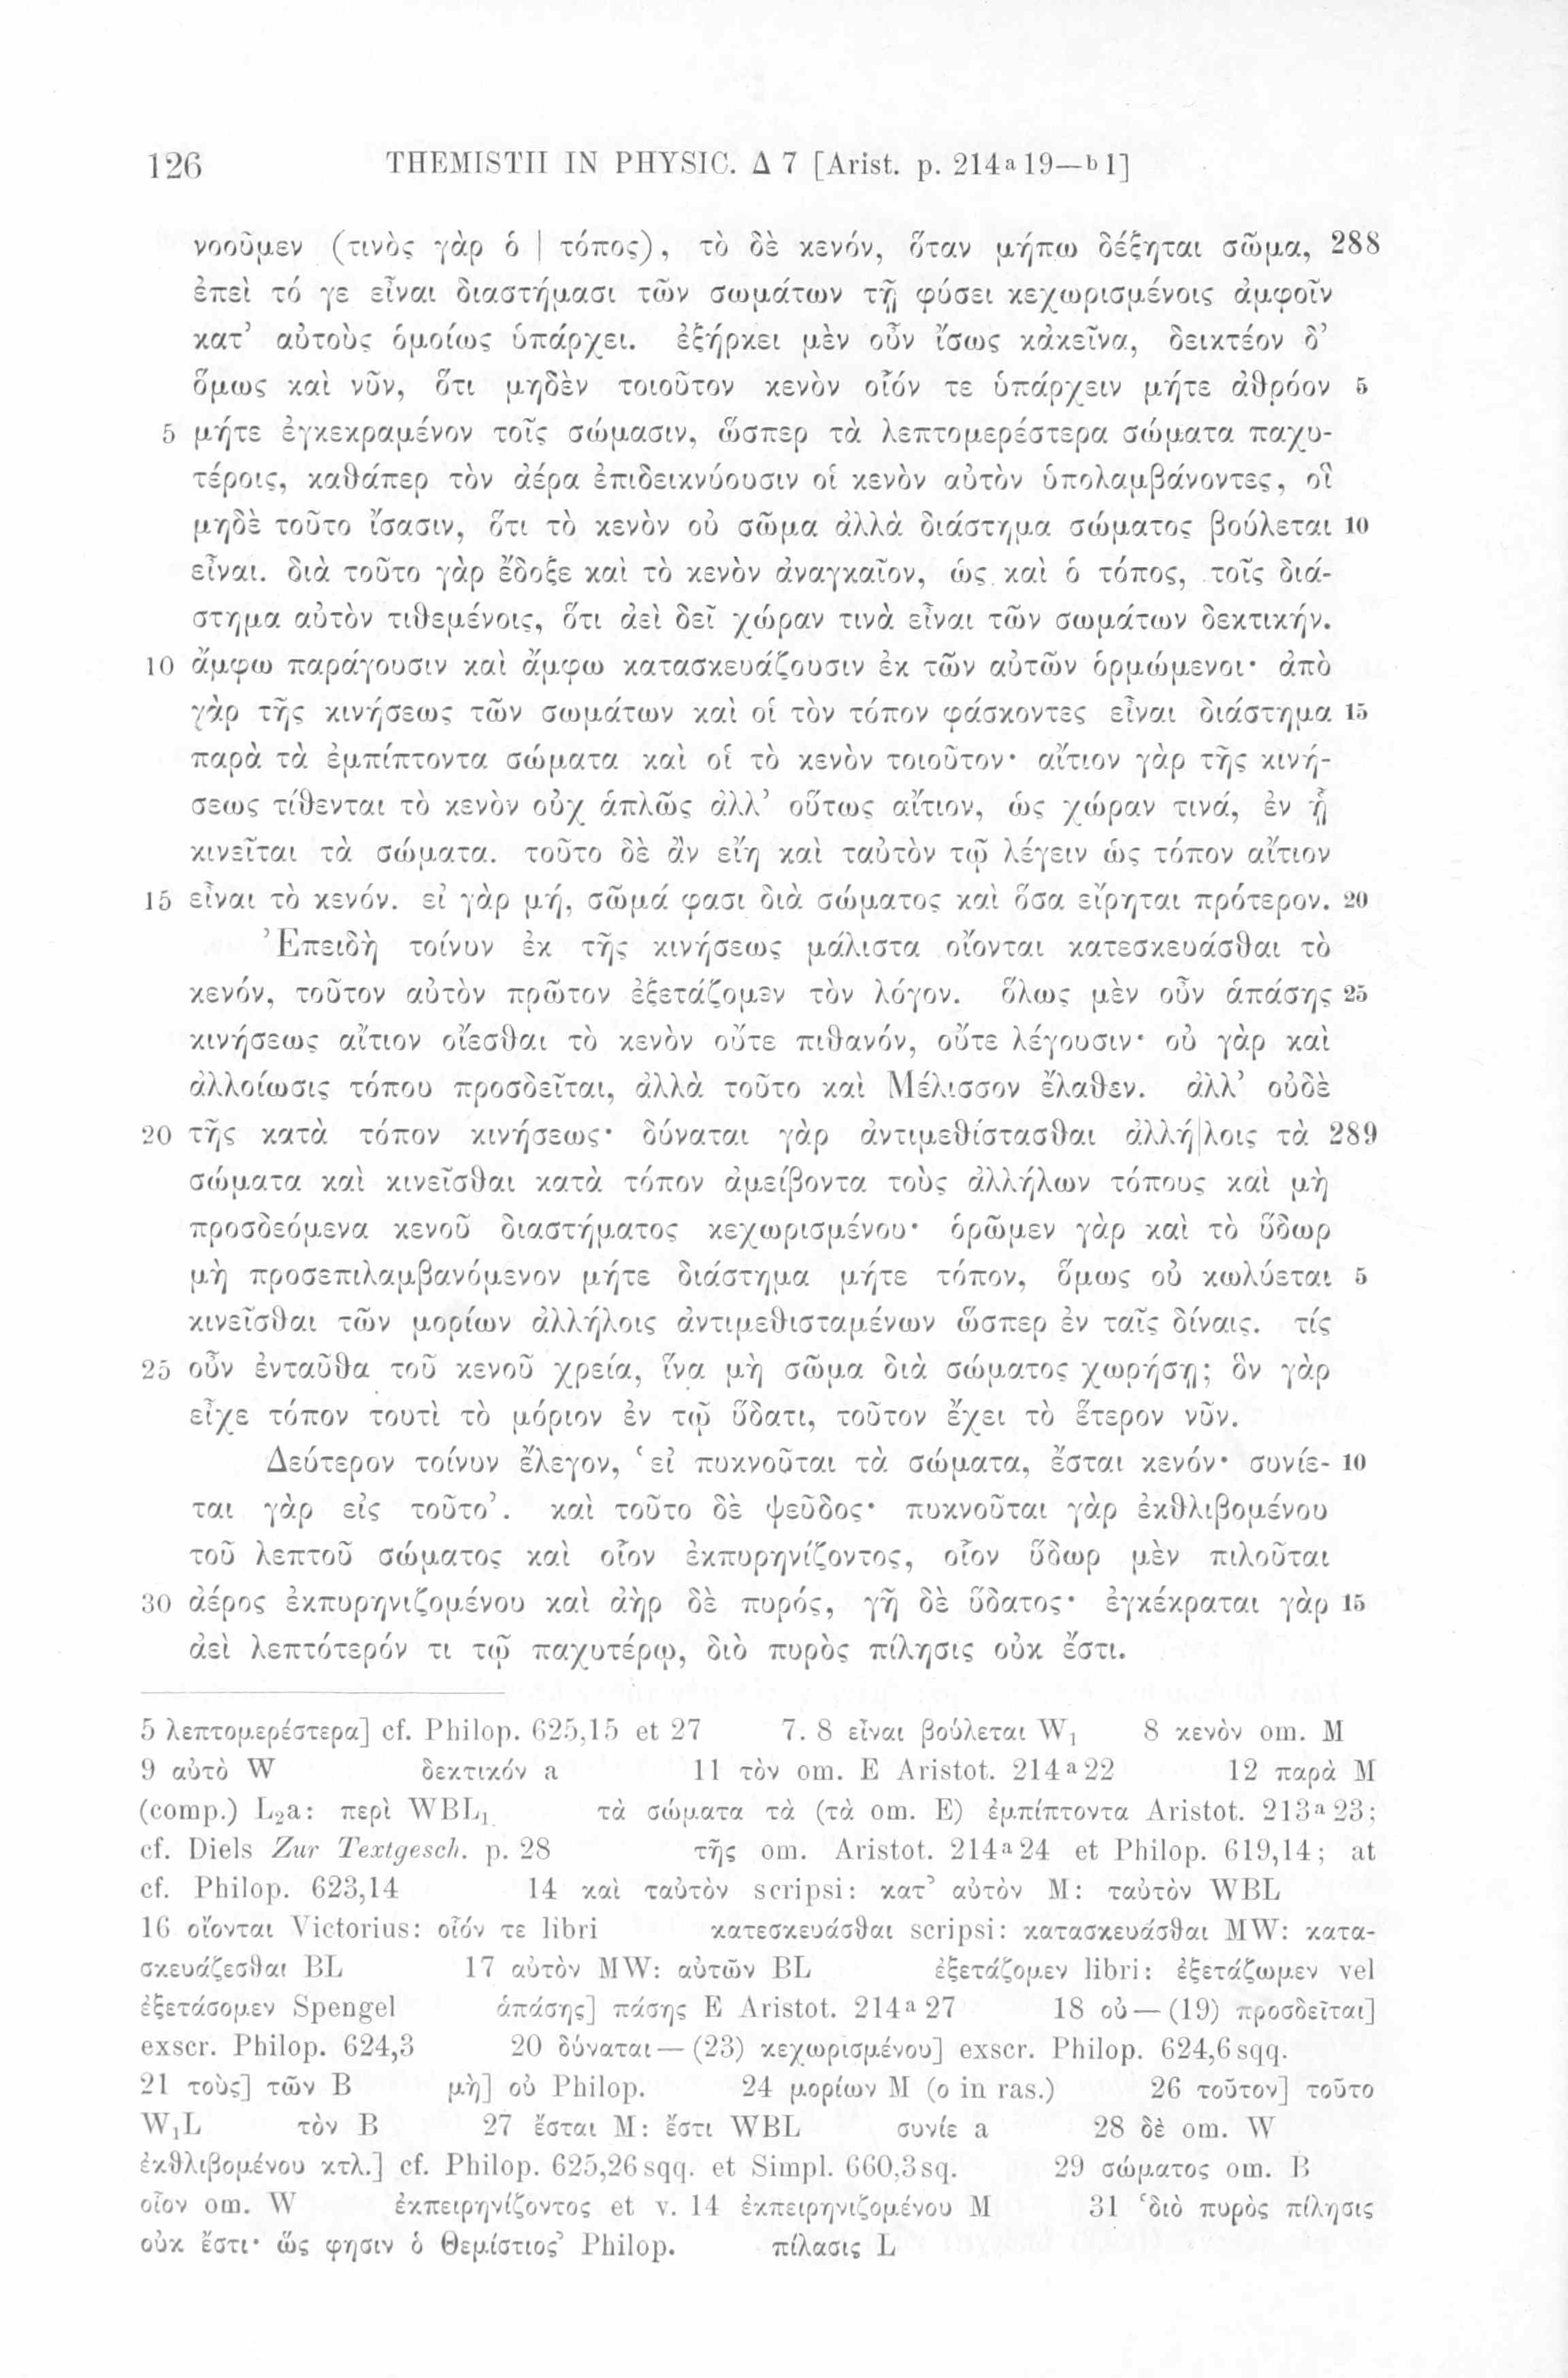 126 THEMISTII IN PHYSIC. Δ 7 [Arist. p. 214ª 19—ᵇ 1]
νοοῦμεν (τινὸς γὰρ ὁ | τόπος), τὸ δὲ κενόν, ὅταν μήπω δέξηται σῶμα, 288
ἐπεὶ τό γε εἶναι διαστήμασι τῶν σωμάτων τῇ φύσει κεχωρισμένοις ἀμφοῖν
κατ’ αὐτοὺς ὁμοίως ὑπάρχει. ἐξήρκει μὲν οὖν ἴσως κἀκεῖνα, δεικτέον δ’
ὅμως καὶ νῦν, ὅτι μηδὲν τοιοῦτον κενὸν οἷόν τε ὑπάρχειν μήτε ἀθρόον 5
5 μήτε ἐγκεκραμένον τοῖς σώμασιν, ὥσπερ τὰ λεπτομερέστερα σώματα παχυ-
τέροις, καθάπερ τὸν ἀέρα ἐπιδεικνύουσιν οἱ κενὸν αὐτὸν ὑπολαμβάνοντες, οἳ
μηδὲ τοῦτο ἴσασιν, ὅτι τὸ κενὸν οὐ σῶμα ἀλλὰ διάστημα σώματος βούλεται 10
εἶναι. διὰ τοῦτο γὰρ ἔδοξε καὶ τὸ κενὸν ἀναγκαῖον, ὡς καὶ ὁ τόπος, τοῖς διά-
στημα αὐτὸν τιθεμένοις, ὅτι ἀεὶ δεῖ χώραν τινὰ εἶναι τῶν σωμάτων δεκτικήν.
10 ἄμφω παράγουσιν καὶ ἄμφω κατασκευάζουσιν ἐκ τῶν αὐτῶν ὁρμώμενοι· ἀπὸ
γὰρ τῆς κινήσεως τῶν σωμάτων καὶ οἱ τὸν τόπον φάσκοντες εἶναι διάστημα 15
παρὰ τὰ ἐμπίπτοντα σώματα καὶ οἱ τὸ κενὸν τοιοῦτον· αἴτιον γὰρ τῆς κινή-
σεως τίθενται τὸ κενὸν οὐχ ἁπλῶς ἀλλ’ οὕτως αἴτιον, ὡς χώραν τινά, ἐν ᾗ
κινεῖται τὰ σώματα. τοῦτο δὲ ἂν εἴη καὶ ταὐτὸν τῷ λέγειν ὡς τόπον αἴτιον
15 εἶναι τὸ κενόν. εἰ γὰρ μή, σῶμά φασι διὰ σώματος καὶ ὅσα εἴρηται πρότερον. 20
Ἐπειδὴ τοίνυν ἐκ τῆς κινήσεως μάλιστα οἴονται κατεσκευάσθαι τὸ
κενόν, τοῦτον αὐτὸν πρῶτον ἐξετάζομεν τὸν λόγον. ὅλως μὲν οὖν ἁπάσης 25
κινήσεως αἴτιον οἴεσθαι τὸ κενὸν οὔτε πιθανόν, οὔτε λέγουσιν· οὐ γὰρ καὶ
ἀλλοίωσις τόπου προσδεῖται, ἀλλὰ τοῦτο καὶ Μέλισσον ἔλαθεν. ἀλλ’ οὐδὲ
20 τῆς κατὰ τόπον κινήσεως· δύναται γὰρ ἀντιμεθίστασθαι ἀλλή|λοις τὰ 289
σώματα καὶ κινεῖσθαι κατὰ τόπον ἀμείβοντα τοὺς ἀλλήλων τόπους καὶ μὴ
προσδεόμενα κενοῦ διαστήματος κεχωρισμένου· ὁρῶμεν γὰρ καὶ τὸ ὕδωρ
μὴ προσεπιλαμβανόμενον μήτε διάστημα μήτε τόπον, ὅμως οὐ κωλύεται 5
κινεῖσθαι τῶν μορίων ἀλλήλοις ἀντιμεθισταμένων ὥσπερ ἐν ταῖς δίναις. τίς
25 οὖν ἐνταῦθα τοῦ κενοῦ χρεία, ἵνα μὴ σῶμα διὰ σώματος χωρήσῃ; ὃν γὰρ
εἶχε τόπον τουτὶ τὸ μόριον ἐν τῷ ὕδατι, τοῦτον ἔχει τὸ ἕτερον νῦν.
Δεύτερον τοίνυν ἔλεγον, ‘εἰ πυκνοῦται τὰ σώματα, ἔσται κενόν· συνίε- 10
ται γὰρ εἰς τοῦτο’. καὶ τοῦτο δὲ ψεῦδος· πυκνοῦται γὰρ ἐκθλιβομένου
τοῦ λεπτοῦ σώματος καὶ οἷον ἐκπυρηνίζοντος, οἷον ὕδωρ μὲν πιλοῦται
30 ἀέρος ἐκπυρηνιζομένου καὶ ἀὴρ δὲ πυρός, γῆ δὲ ὕδατος· ἐγκέκραται γὰρ 15
ἀεὶ λεπτότερόν τι τῷ παχυτέρῳ, διὸ πυρὸς πίλησις οὐκ ἔστι.
5 λεπτομερέστερα] cf. Philop. 625,15 et 27 7. 8 εἶναι βούλεται W₁ 8 κενὸν om. M
9 αὐτὸ W δεκτικόν a 11 τὸν om. E Aristot. 214ª22 12 παρὰ M
(comp.) L₂a: περὶ WBL₁ τὰ σώματα τὰ (τὰ om. E) ἐμπίπτοντα Aristot. 213ª23;
cf. Diels Zur Textgesch. p. 28 τῆς om. Aristot. 214ª24 et Philop. 619,14; at
cf. Philop. 623,14 14 καὶ ταὐτὸν scripsi: κατ’ αὐτὸν M: ταὐτὸν WBL
16 οἴονται Victorius: οἷόν τε libri κατεσκευάσθαι scripsi: κατασκευάσθαι MW: κατα-
σκευάζεσθαι BL 17 αὐτὸν MW: αὐτῶν BL ἐξετάζομεν libri: ἐξετάζωμεν vel
ἐξετάσομεν Spengel ἁπάσης] πάσης E Aristot. 214ª27 18 οὐ—(19) προσδεῖται]
exscr. Philop. 624,3 20 δύναται—(23) κεχωρισμένου] exscr. Philop. 624,6sqq.
21 τοὺς] τῶν B μὴ] οὐ Philop. 24 μορίων M (ο in ras.) 26 τοῦτον] τοῦτο
W₁L τὸν B 27 ἔσται M: ἔστι WBL συνίε a 28 δὲ om. W
ἐκθλιβομένου κτλ.] cf. Philop. 625,26sqq. et Simpl. 660,3sq. 29 σώματος om. B
οἷον om. W ἐκπειρηνίζοντος et v. 14 ἐκπειρηνιζομένου M 31 ‘διὸ πυρὸς πίλησις
οὐκ ἔστι· ὥς φησιν ὁ Θεμίστιος’ Philop. πίλασις L